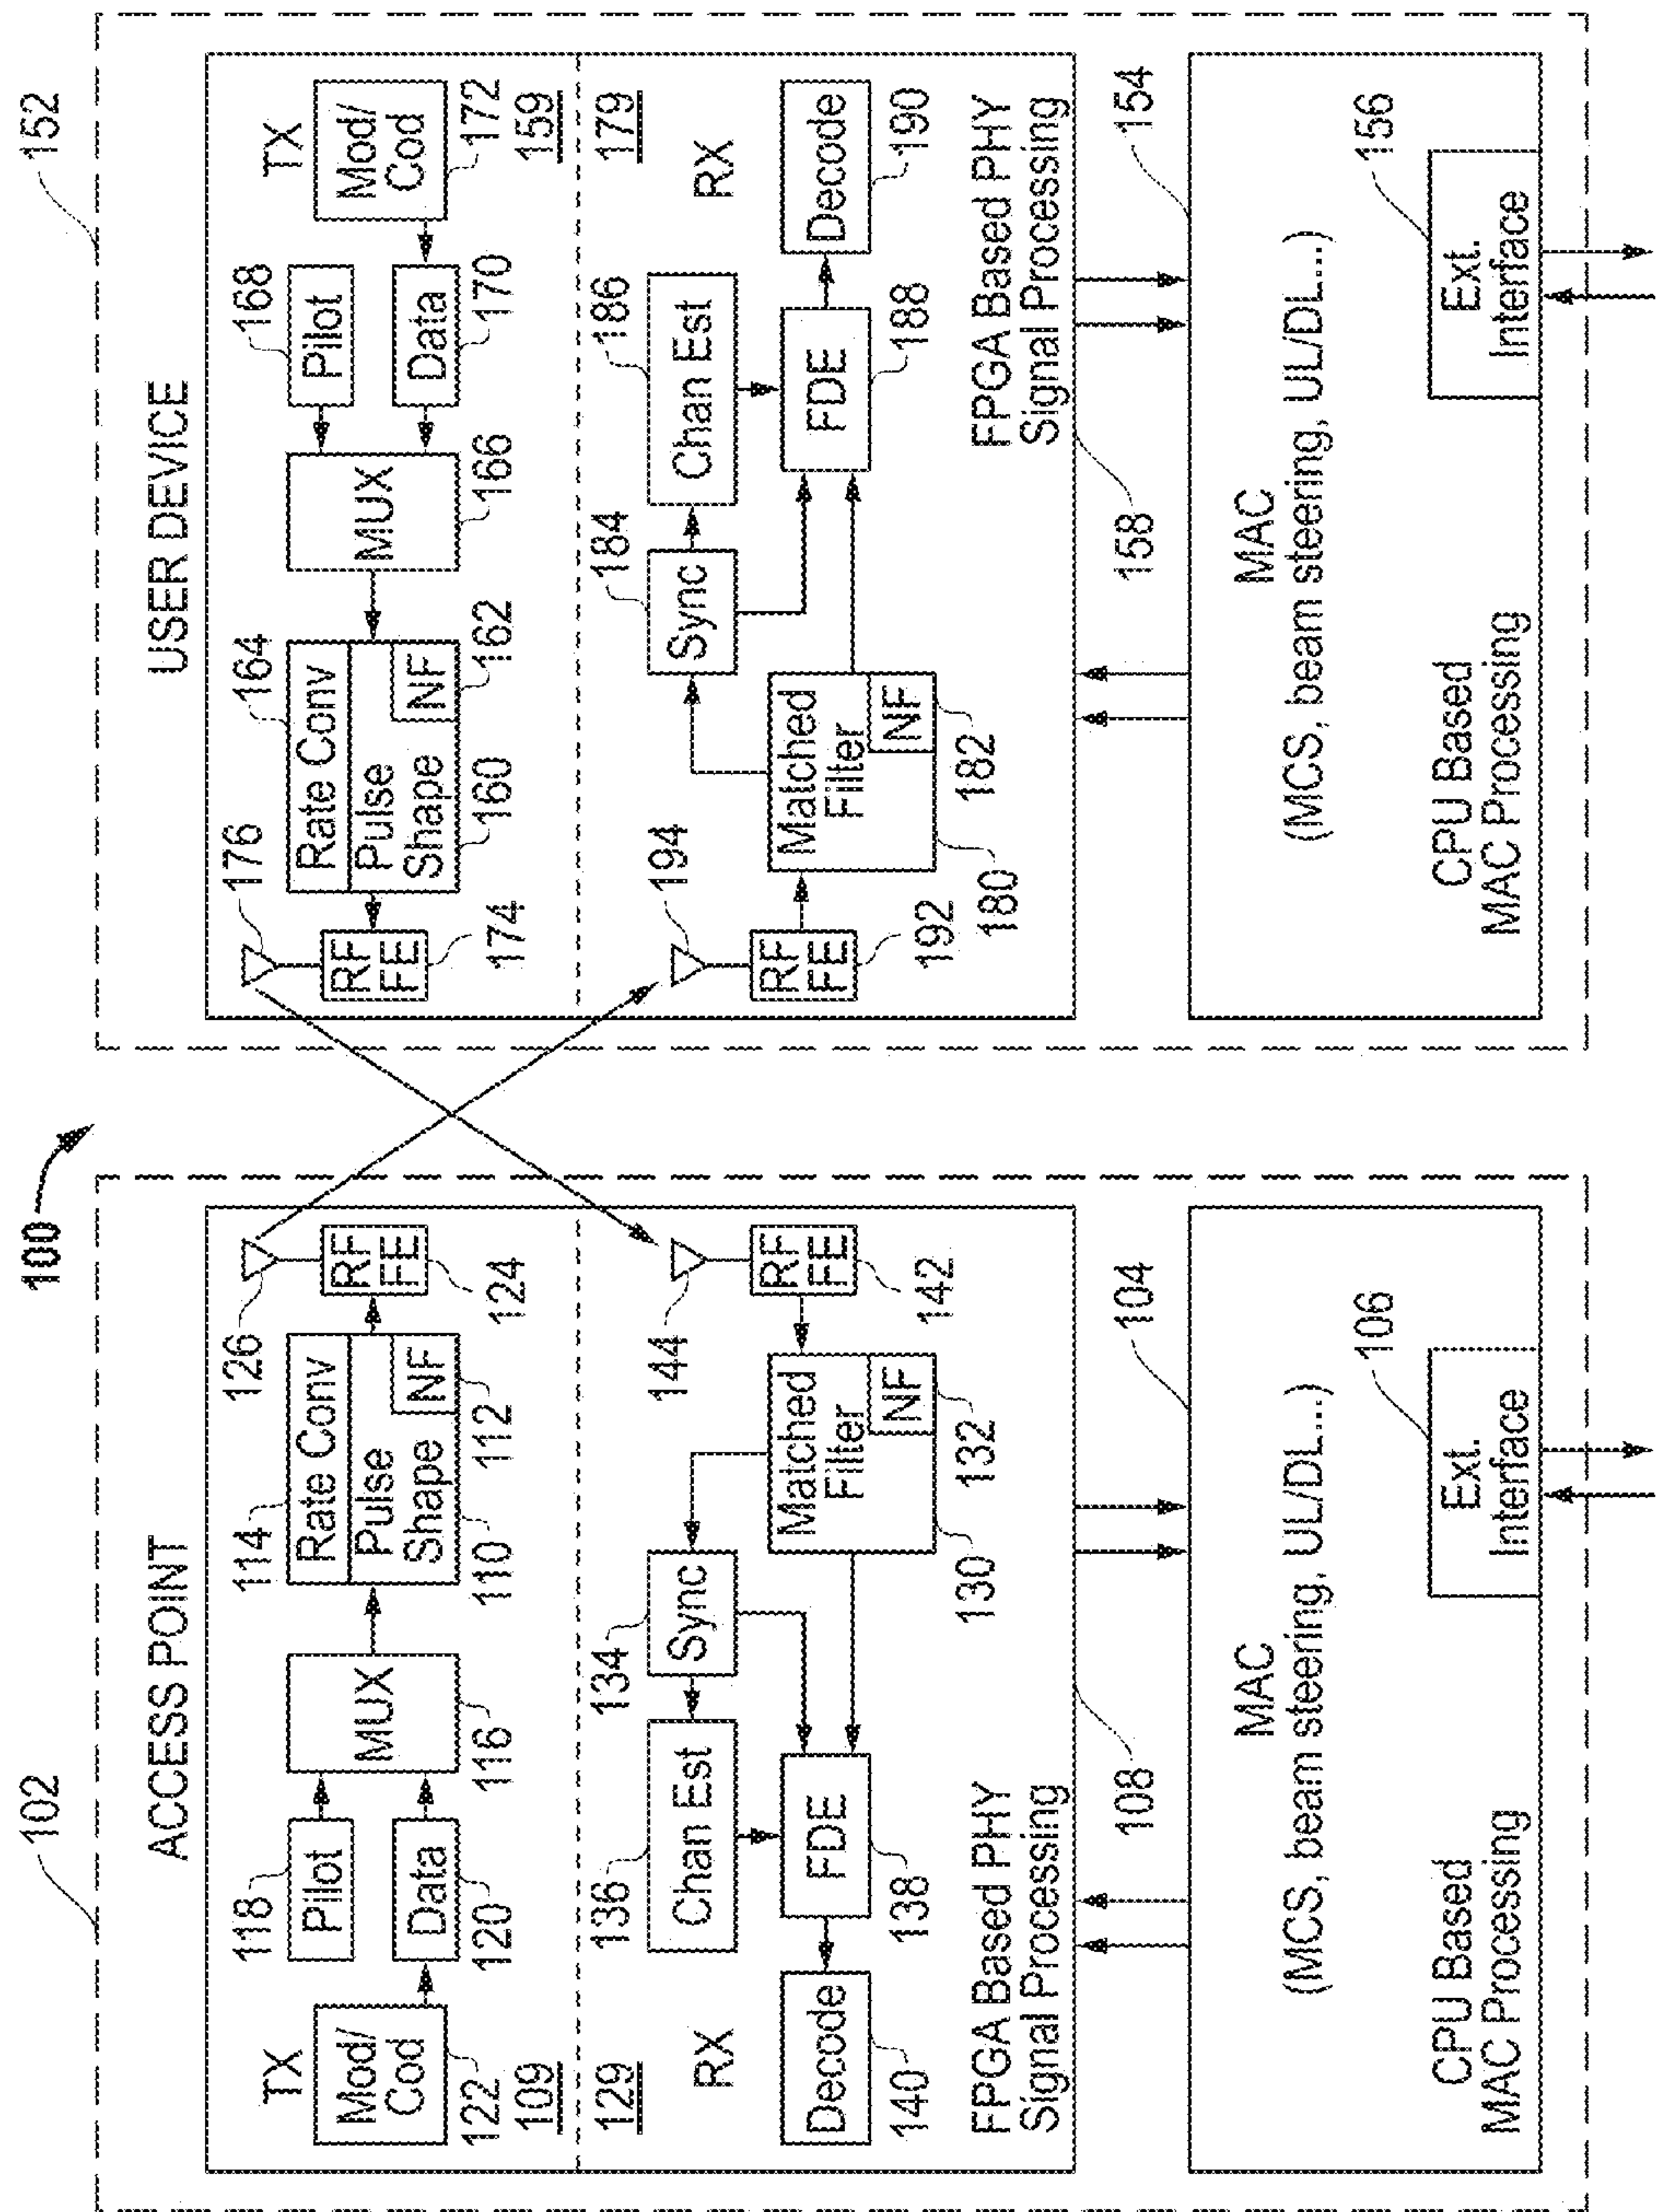 100
102
ACCESS POINT
TX
118
Pilot
MUX
116
114
Rate Conv
Pulse
Shape
NF
110
112
126
RF
FE
124
Mod/
Cod
122
109
Data
120
129
RX
136
Chan Est
134
Sync
144
RF
FE
142
Matched
Filter
NF
130
132
FDE
138
Decode
140
FPGA Based PHY
Signal Processing
108
104
MAC
(MCS, beam steering, UL/DL...)
CPU Based
MAC Processing
106
Ext.
Interface
152
USER DEVICE
176
RF
FE
174
164
Rate Conv
Pulse
Shape
NF
160
162
MUX
166
168
Pilot
Data
170
TX
Mod/
Cod
172
159
194
RF
FE
192
Matched
Filter
NF
180
182
184
Sync
186
Chan Est
FDE
188
179
RX
Decode
190
FPGA Based PHY
Signal Processing
158
154
MAC
(MCS, beam steering, UL/DL...)
CPU Based
MAC Processing
156
Ext.
Interface